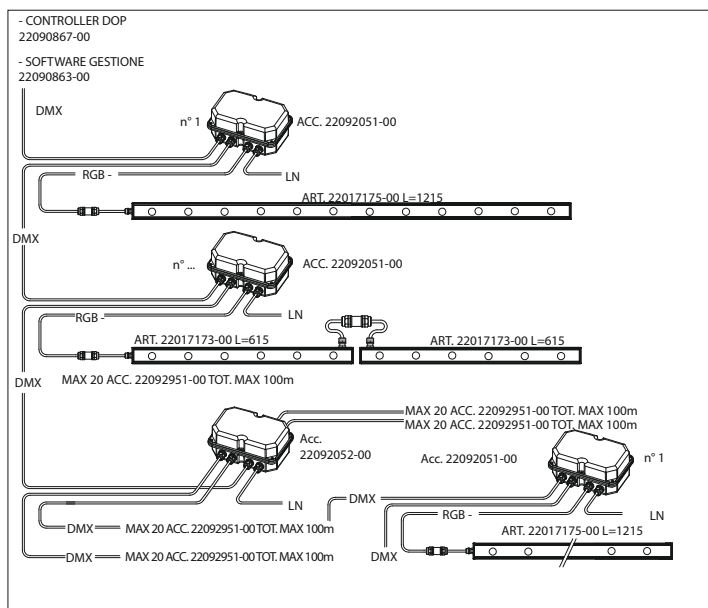 - CONTROLLER DOP
22090867-00
- SOFTWARE GESTIONE
22090863-00
DMX
n° 1
ACC. 22092051-00
RGB -
LN
ART. 22017175-00 L=1215
DMX
n° ...
ACC. 22092051-00
RGB -
LN
ART. 22017173-00 L=615
ART. 22017173-00 L=615
DMX
MAX 20 ACC. 22092951-00 TOT. MAX 100m
MAX 20 ACC. 22092951-00 TOT. MAX 100m
MAX 20 ACC. 22092951-00 TOT. MAX 100m
Acc.
22092052-00
Acc. 22092051-00
n° 1
LN
DMX
DMX
MAX 20 ACC. 22092951-00 TOT. MAX 100m
RGB -
LN
ART. 22017175-00 L=1215
DMX
MAX 20 ACC. 22092951-00 TOT. MAX 100m
DMX